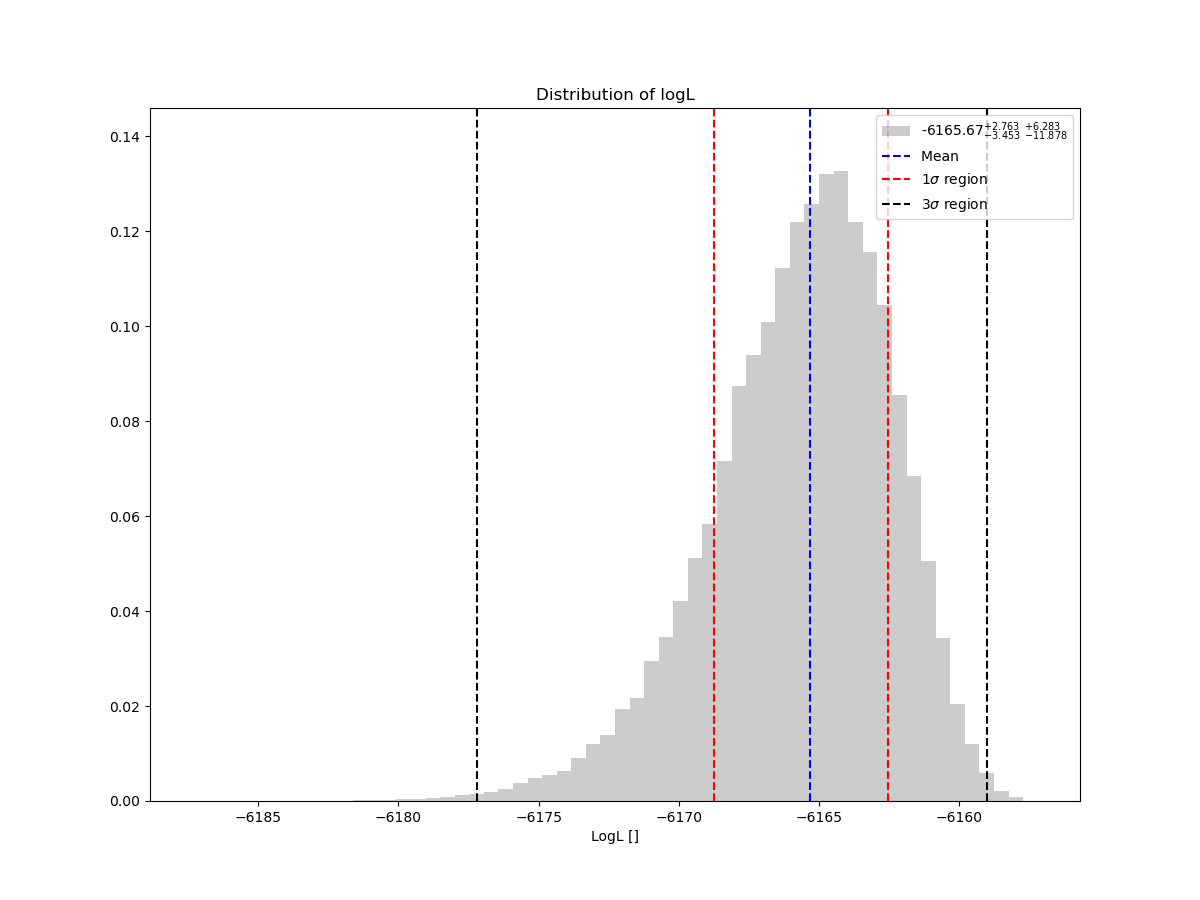 Distribution of logL
-6165.67+2.763 +6.283
−3.453 −11.878
Mean
1σ region
3σ region
0.14
0.12
0.10
0.08
0.06
0.04
0.02
0.00
−6185 −6180 −6175 −6170 −6165 −6160
LogL []